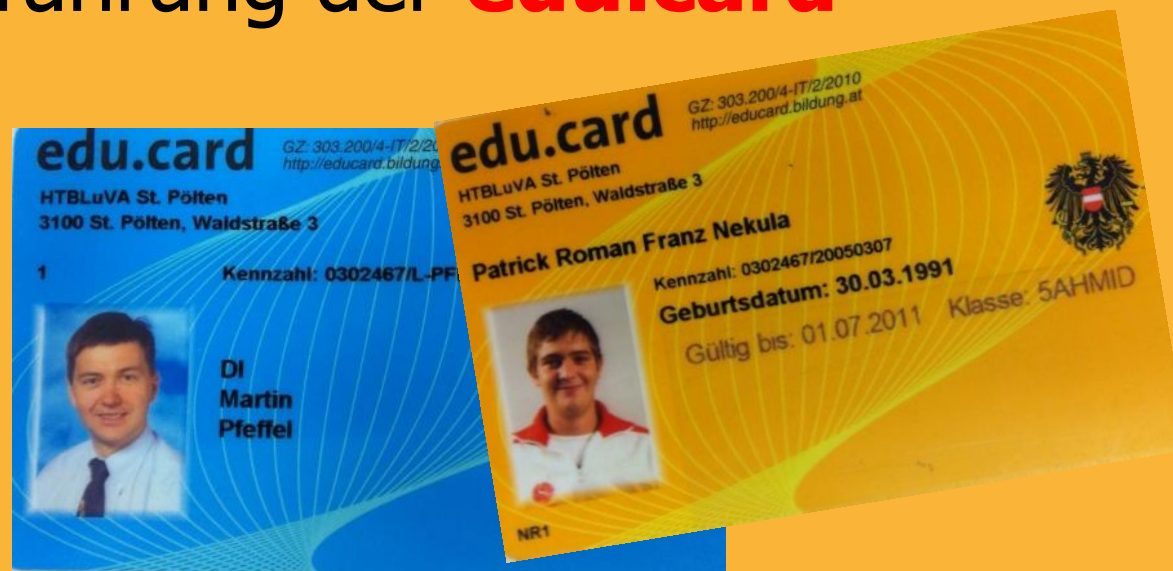 der edu.card
edu.card
GZ: 303.200/4-IT/2/20
http://educard.bildung.
HTBLuVA St. Pölten
3100 St. Pölten, Waldstraße 3
1
Kennzahl: 0302467/L-PF
DI
Martin
Pfeffel
edu.card
GZ: 303.200/4-IT/2/2010
http://educard.bildung.at
HTBLuVA St. Pölten
3100 St. Pölten, Waldstraße 3
Patrick Roman Franz Nekula
Kennzahl: 0302467/20050307
Geburtsdatum: 30.03.1991
Gültig bis: 01.07.2011 Klasse: 5AHMID
NR1